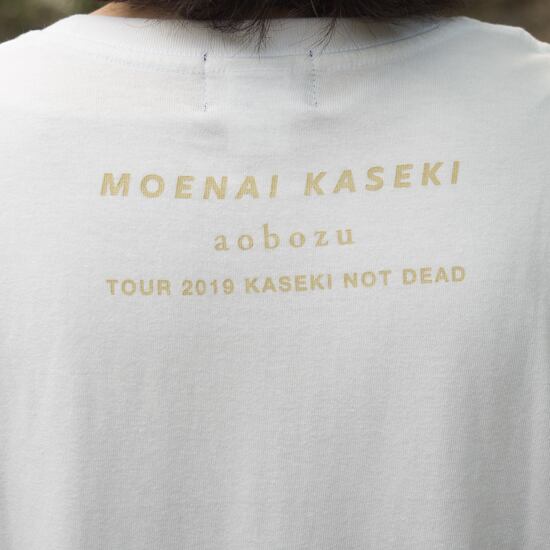 MOENAI KASEKI
aobozu
TOUR 2019 KASEKI NOT DEAD